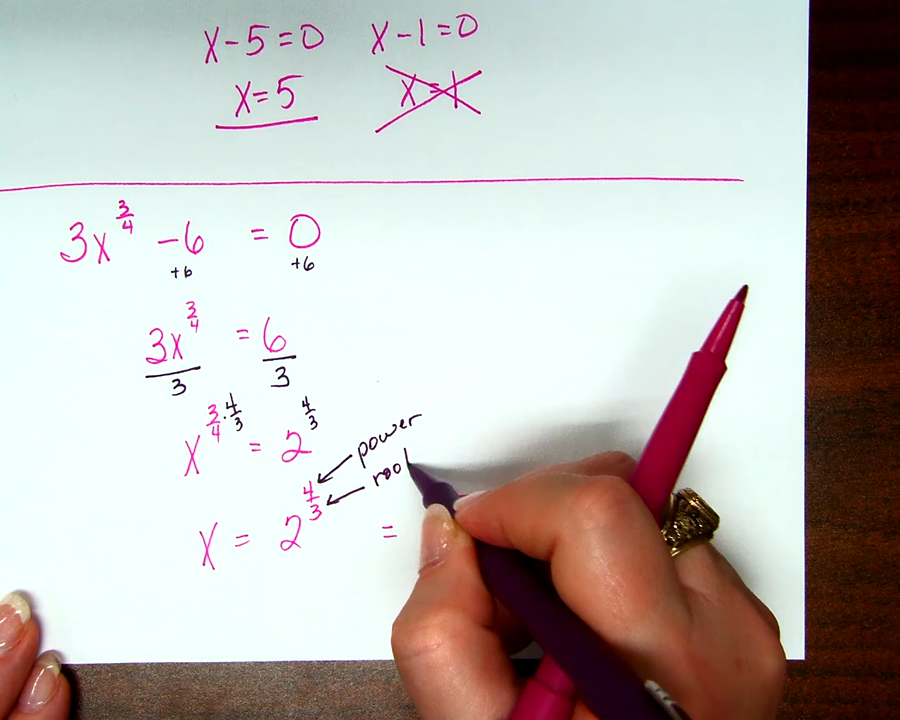 x-5=0 x-1=0
x=5 x=1
3x^(3/4) -6 = 0
+6 +6
3x^(3/4) = 6
3 3
x^(3/4 · 4/3) = 2^(4/3)
power
root
x = 2^(4/3) =